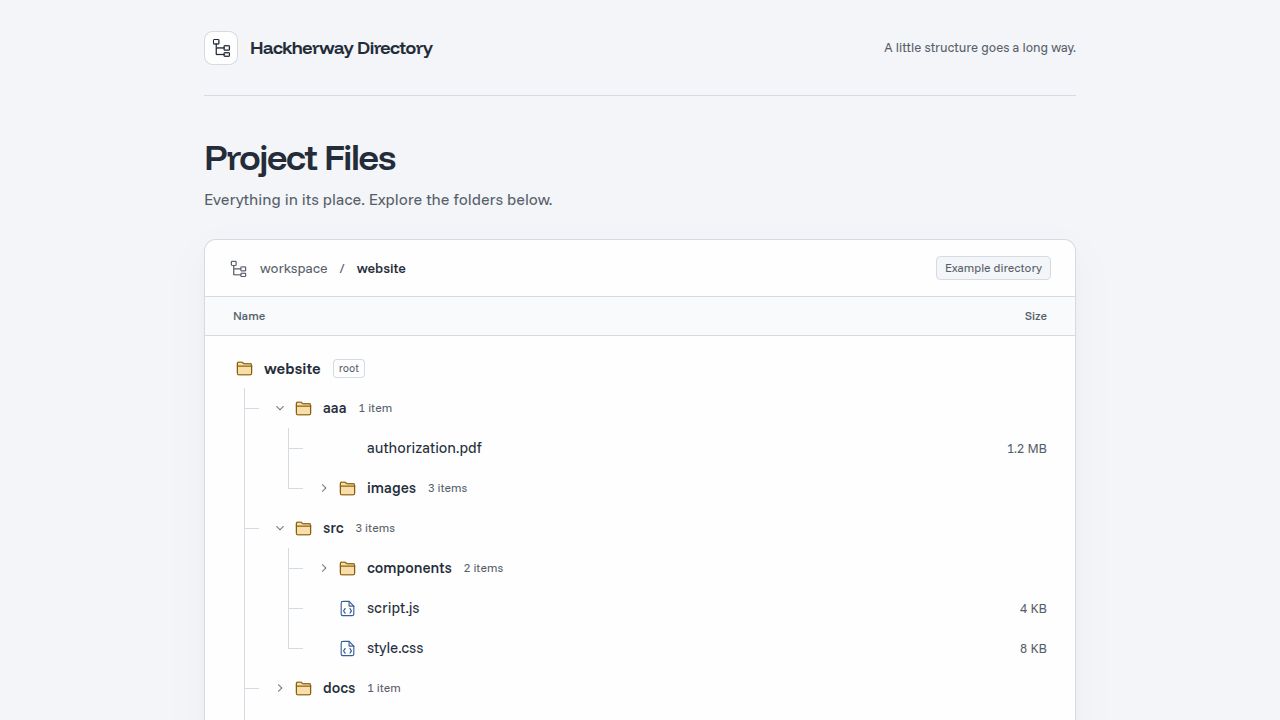 Hackherway Directory
A little structure goes a long way.
Project Files
Everything in its place. Explore the folders below.
workspace / website
Example directory
Name Size
website root
aaa 1 item
authorization.pdf 1.2 MB
images 3 items
src 3 items
components 2 items
script.js 4 KB
style.css 8 KB
docs 1 item